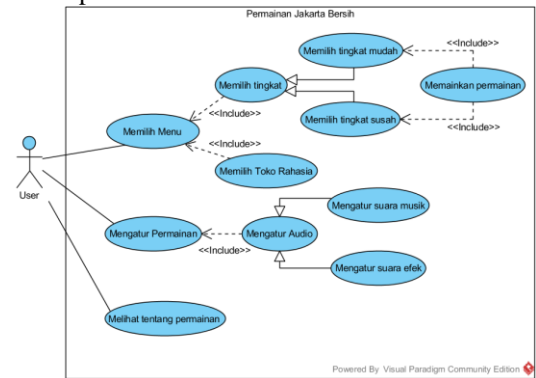 Permainan Jakarta Bersih
Memilih tingkat mudah
<<Include>>
Memilih tingkat
Memainkan permainan
<<Include>>
Memilih tingkat susah
<<Include>>
Memilih Menu
<<Include>>
Memilih Toko Rahasia
User
Mengatur suara musik
Mengatur Permainan
Mengatur Audio
<<Include>>
Mengatur suara efek
Melihat tentang permainan
Powered By Visual Paradigm Community Edition